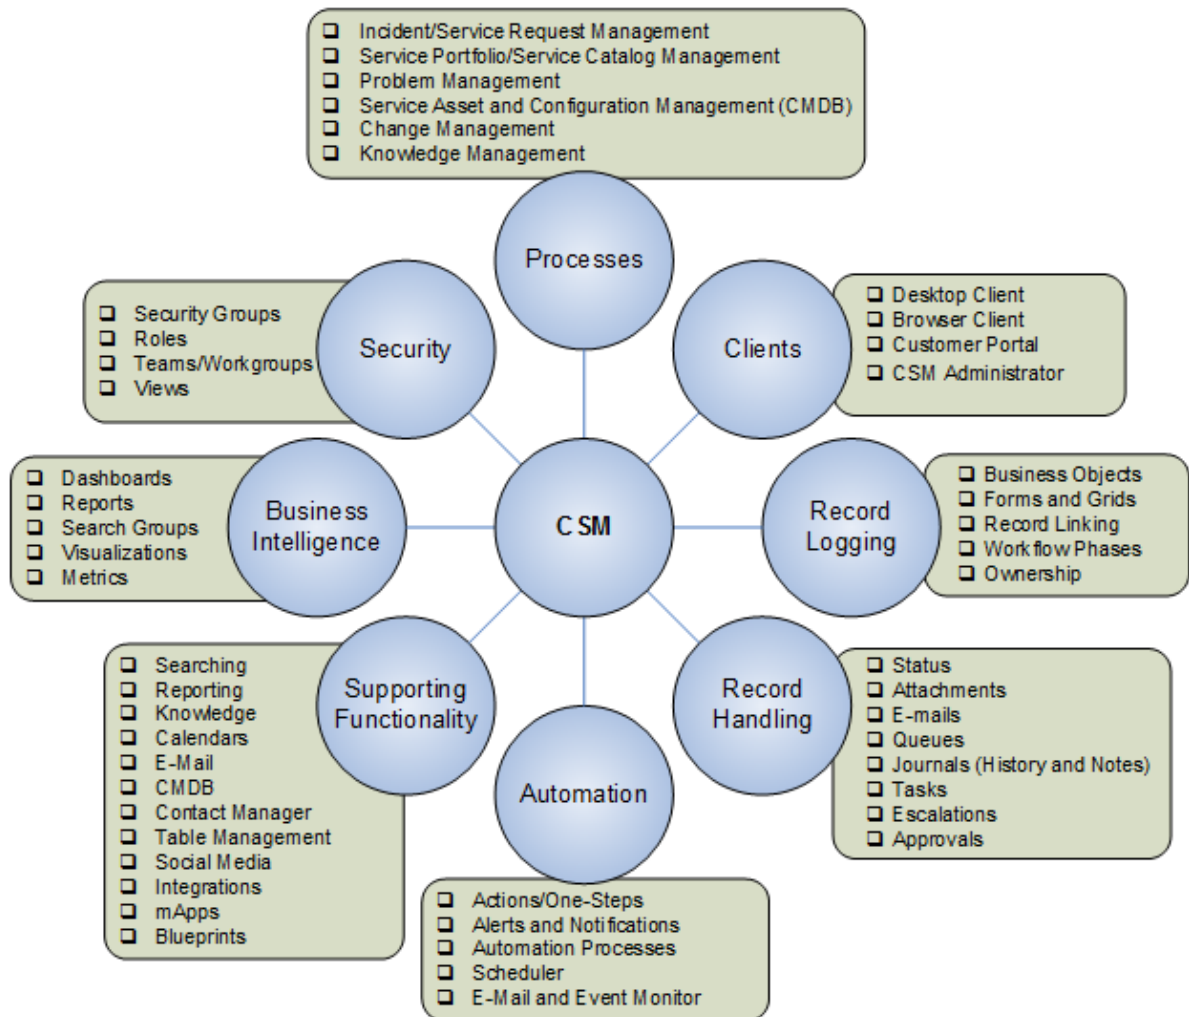 Incident/Service Request Management
Service Portfolio/Service Catalog Management
Problem Management
Service Asset and Configuration Management (CMDB)
Change Management
Knowledge Management
Processes
Security Groups
Roles
Teams/Workgroups
Views
Security
Clients
Desktop Client
Browser Client
Customer Portal
CSM Administrator
Dashboards
Reports
Search Groups
Visualizations
Metrics
Business
Intelligence
CSM
Record
Logging
Business Objects
Forms and Grids
Record Linking
Workflow Phases
Ownership
Searching
Reporting
Knowledge
Calendars
E-Mail
CMDB
Contact Manager
Table Management
Social Media
Integrations
mApps
Blueprints
Supporting
Functionality
Automation
Record
Handling
Status
Attachments
E-mails
Queues
Journals (History and Notes)
Tasks
Escalations
Approvals
Actions/One-Steps
Alerts and Notifications
Automation Processes
Scheduler
E-Mail and Event Monitor